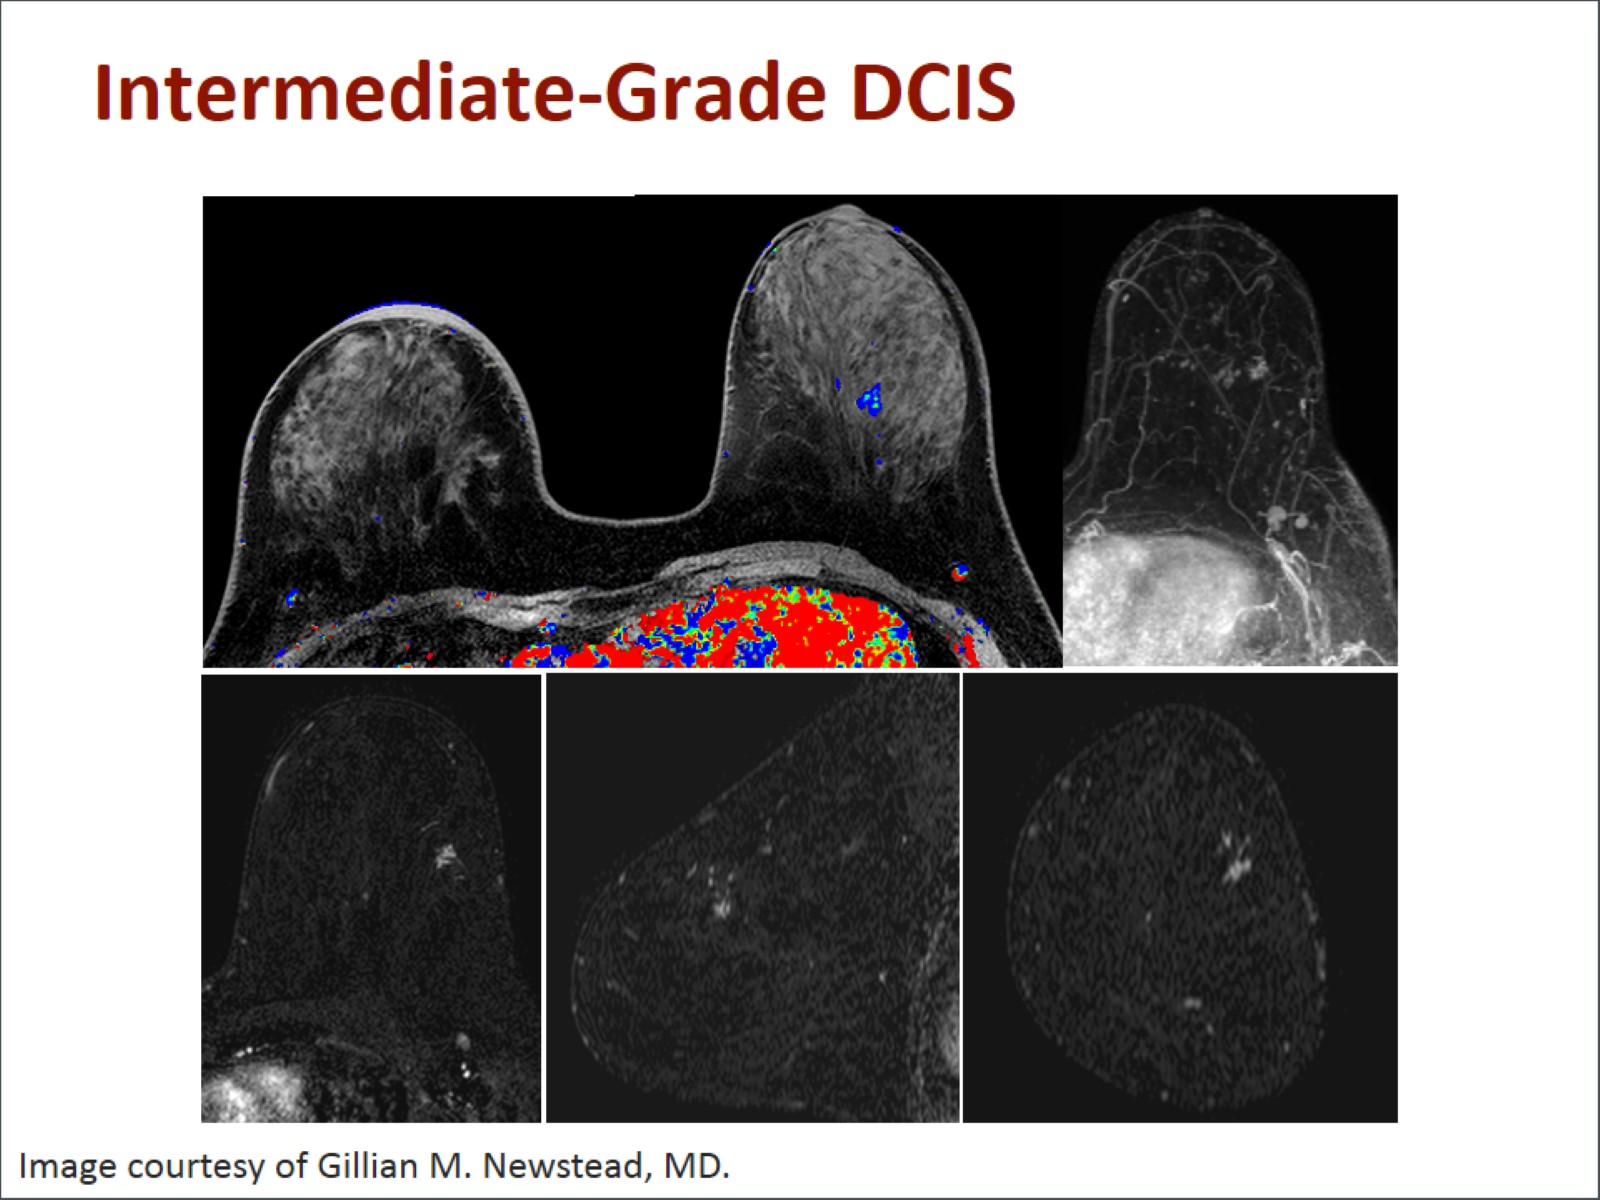 Intermediate-Grade DCIS
Image courtesy of Gillian M. Newstead, MD.